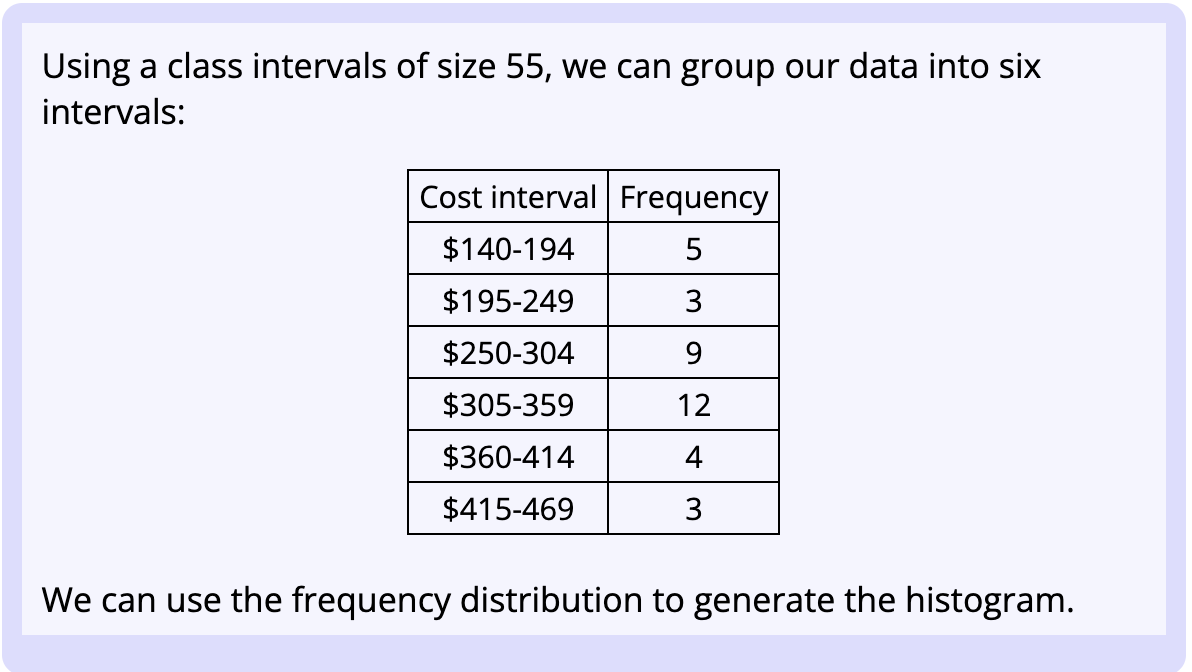 Using a class intervals of size 55, we can group our data into six
intervals:
Cost interval Frequency
$140-194 5
$195-249 3
$250-304 9
$305-359 12
$360-414 4
$415-469 3
We can use the frequency distribution to generate the histogram.